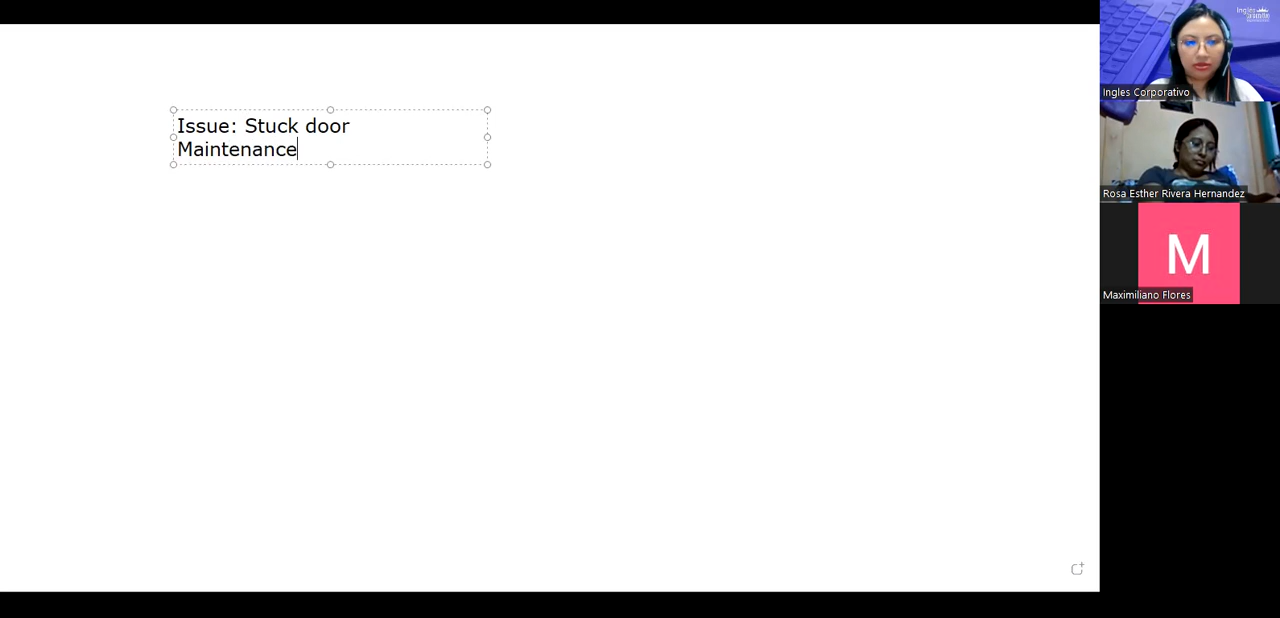 Issue: Stuck door
Maintenance
Ingles Corporativo
Rosa Esther Rivera Hernandez
M
Maximiliano Flores